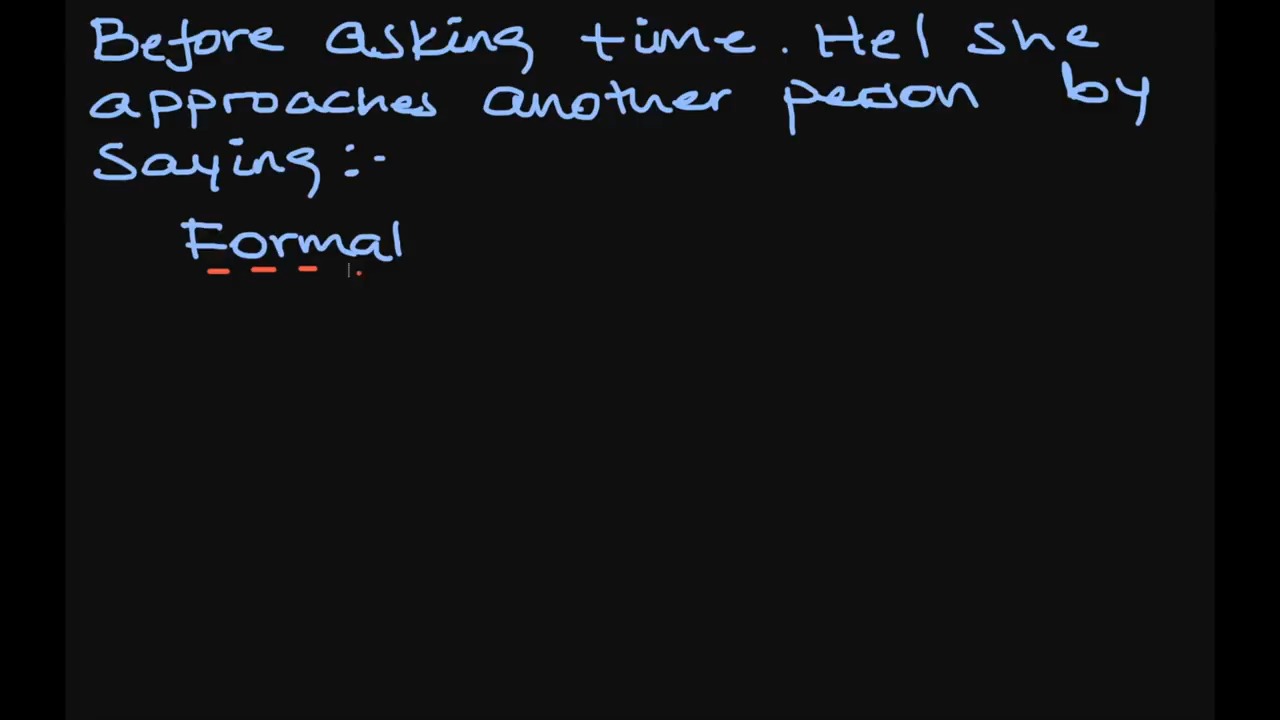 Before asking time. He/ she
approaches another person by
Saying :-
Formal